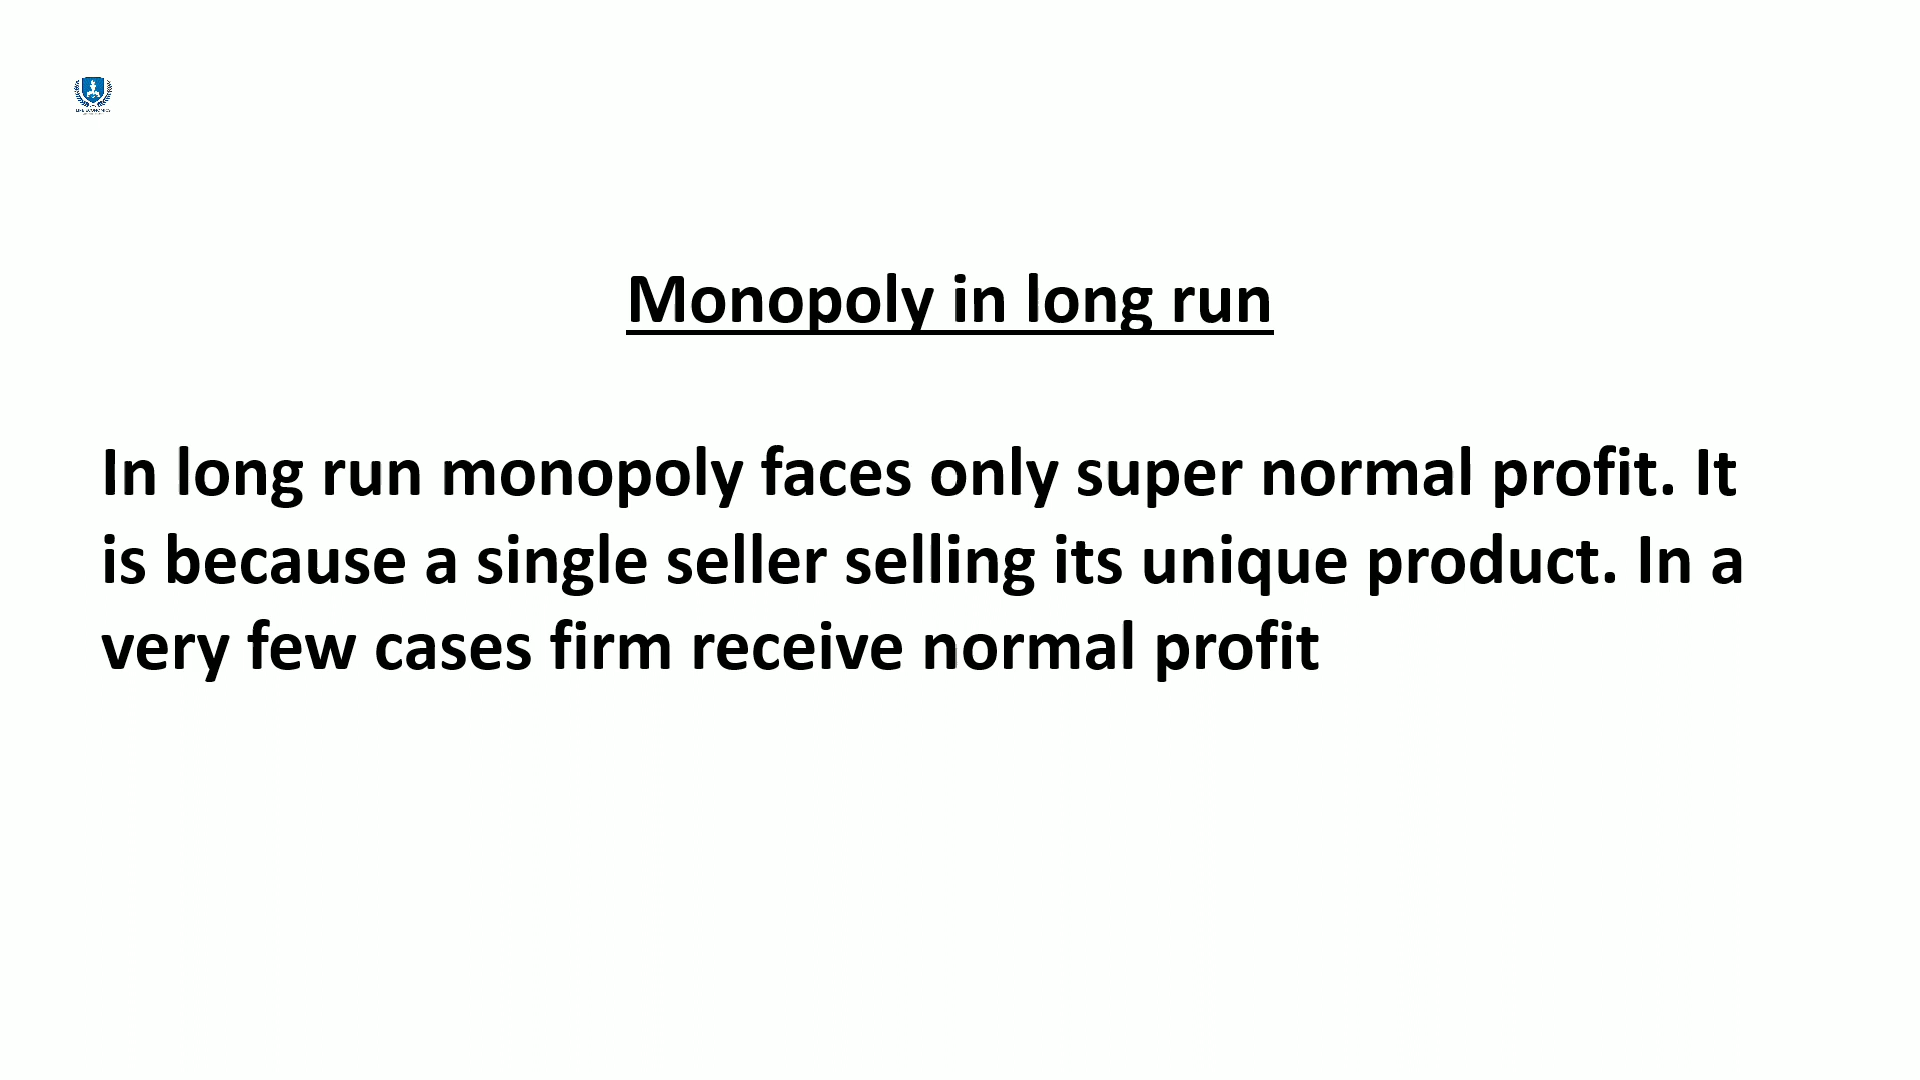 Monopoly in long run
In long run monopoly faces only super normal profit. It
is because a single seller selling its unique product. In a
very few cases firm receive normal profit